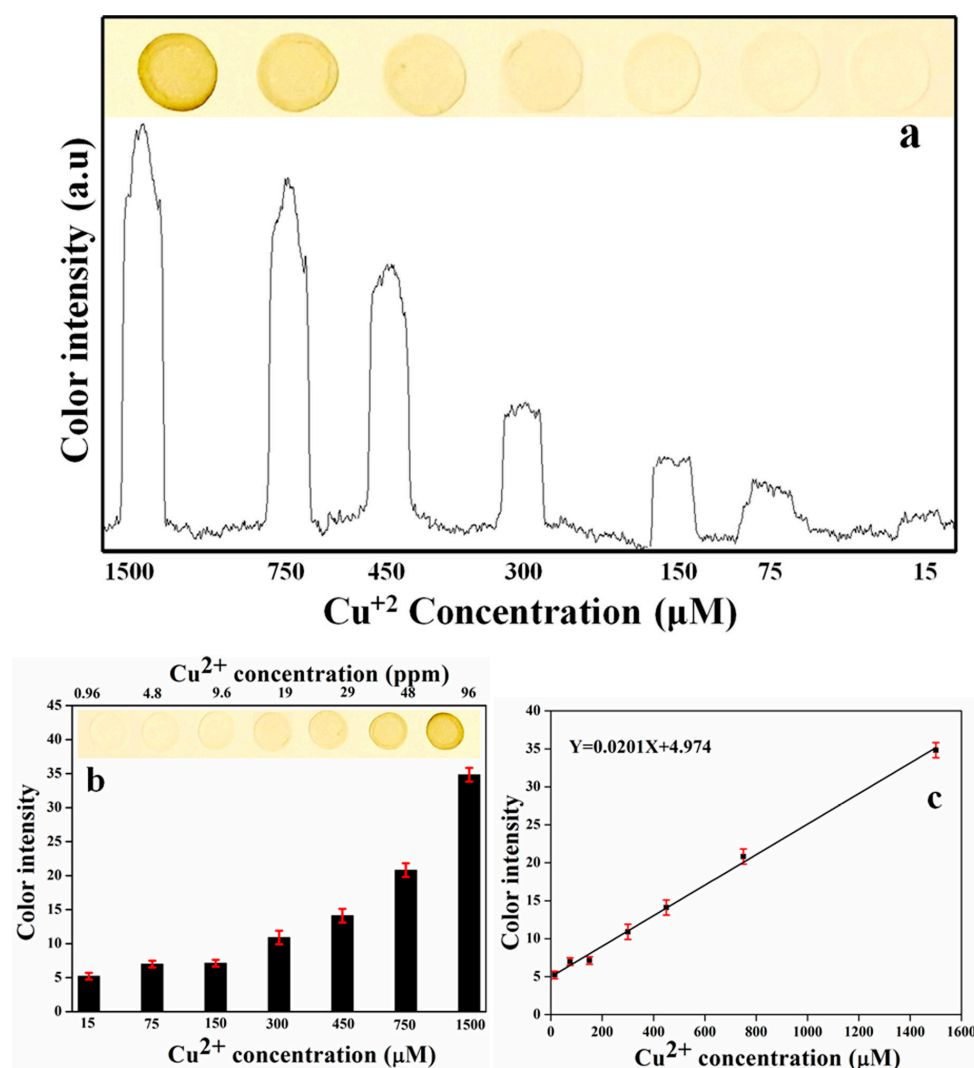 a
Color intensity (a.u)
1500 750 450 300 150 75 15
Cu+2 Concentration (μM)
Cu2+ concentration (ppm)
0.96 4.8 9.6 19 29 48 96
45
40
35
30
25
20
15
10
5
0
b
Color intensity
15 75 150 300 450 750 1500
Cu2+ concentration (μM)
40
35
30
25
20
15
10
5
0
Y=0.0201X+4.974
c
Color intensity
0 200 400 600 800 1000 1200 1400 1600
Cu2+ concentration (μM)